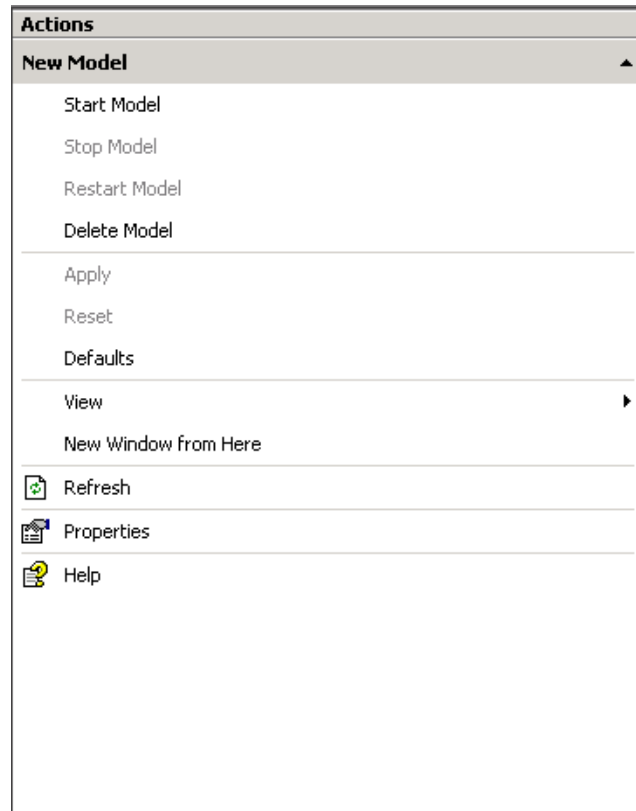 Actions
New Model
Start Model
Stop Model
Restart Model
Delete Model
Apply
Reset
Defaults
View
New Window from Here
Refresh
Properties
Help